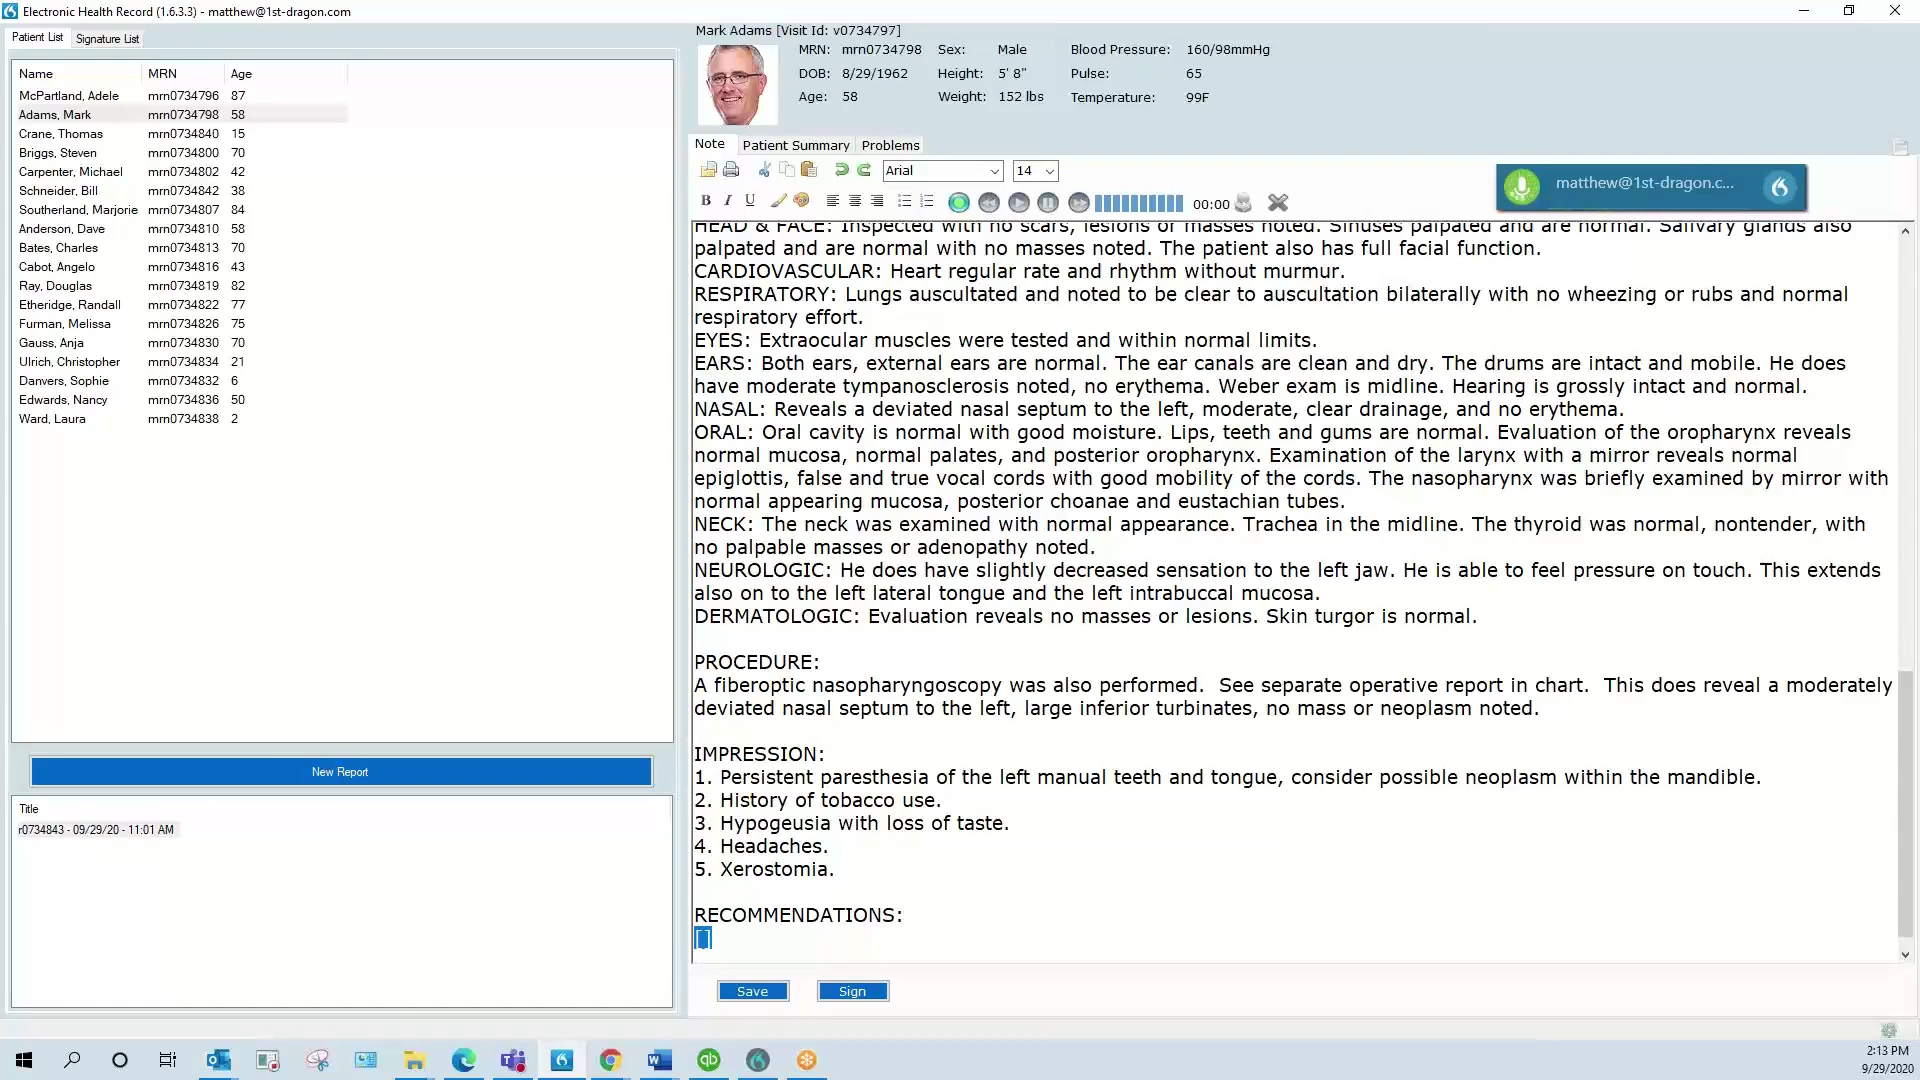 Electronic Health Record (1.6.3.3) - matthew@1st-dragon.com
Patient List Signature List
Name MRN Age
McPartland, Adele mrn0734796 87
Adams, Mark mrn0734798 58
Crane, Thomas mrn0734840 15
Briggs, Steven mrn0734800 70
Carpenter, Michael mrn0734802 42
Schneider, Bill mrn0734842 38
Southerland, Marjorie mrn0734807 84
Anderson, Dave mrn0734810 58
Bates, Charles mrn0734813 70
Cabot, Angelo mrn0734816 43
Ray, Douglas mrn0734819 82
Etheridge, Randall mrn0734822 77
Furman, Melissa mrn0734826 75
Gauss, Anja mrn0734830 70
Ulrich, Christopher mrn0734834 21
Danvers, Sophie mrn0734832 6
Edwards, Nancy mrn0734836 50
Ward, Laura mrn0734838 2
New Report
Title
r0734843 - 09/29/20 - 11:01 AM
Mark Adams [Visit Id: v0734797]
MRN: mrn0734798 Sex: Male Blood Pressure: 160/98mmHg
DOB: 8/29/1962 Height: 5' 8" Pulse: 65
Age: 58 Weight: 152 lbs Temperature: 99F
Note Patient Summary Problems
Arial 14
matthew@1st-dragon.c...
B I U 00:00
HEAD & FACE: Inspected with no scars, lesions or masses noted. Sinuses palpated and are normal. Salivary glands also
palpated and are normal with no masses noted. The patient also has full facial function.
CARDIOVASCULAR: Heart regular rate and rhythm without murmur.
RESPIRATORY: Lungs auscultated and noted to be clear to auscultation bilaterally with no wheezing or rubs and normal
respiratory effort.
EYES: Extraocular muscles were tested and within normal limits.
EARS: Both ears, external ears are normal. The ear canals are clean and dry. The drums are intact and mobile. He does
have moderate tympanosclerosis noted, no erythema. Weber exam is midline. Hearing is grossly intact and normal.
NASAL: Reveals a deviated nasal septum to the left, moderate, clear drainage, and no erythema.
ORAL: Oral cavity is normal with good moisture. Lips, teeth and gums are normal. Evaluation of the oropharynx reveals
normal mucosa, normal palates, and posterior oropharynx. Examination of the larynx with a mirror reveals normal
epiglottis, false and true vocal cords with good mobility of the cords. The nasopharynx was briefly examined by mirror with
normal appearing mucosa, posterior choanae and eustachian tubes.
NECK: The neck was examined with normal appearance. Trachea in the midline. The thyroid was normal, nontender, with
no palpable masses or adenopathy noted.
NEUROLOGIC: He does have slightly decreased sensation to the left jaw. He is able to feel pressure on touch. This extends
also on to the left lateral tongue and the left intrabuccal mucosa.
DERMATOLOGIC: Evaluation reveals no masses or lesions. Skin turgor is normal.
PROCEDURE:
A fiberoptic nasopharyngoscopy was also performed.  See separate operative report in chart.  This does reveal a moderately
deviated nasal septum to the left, large inferior turbinates, no mass or neoplasm noted.
IMPRESSION:
1. Persistent paresthesia of the left manual teeth and tongue, consider possible neoplasm within the mandible.
2. History of tobacco use.
3. Hypogeusia with loss of taste.
4. Headaches.
5. Xerostomia.
RECOMMENDATIONS:
[ ]
Save Sign
2:13 PM
9/29/2020